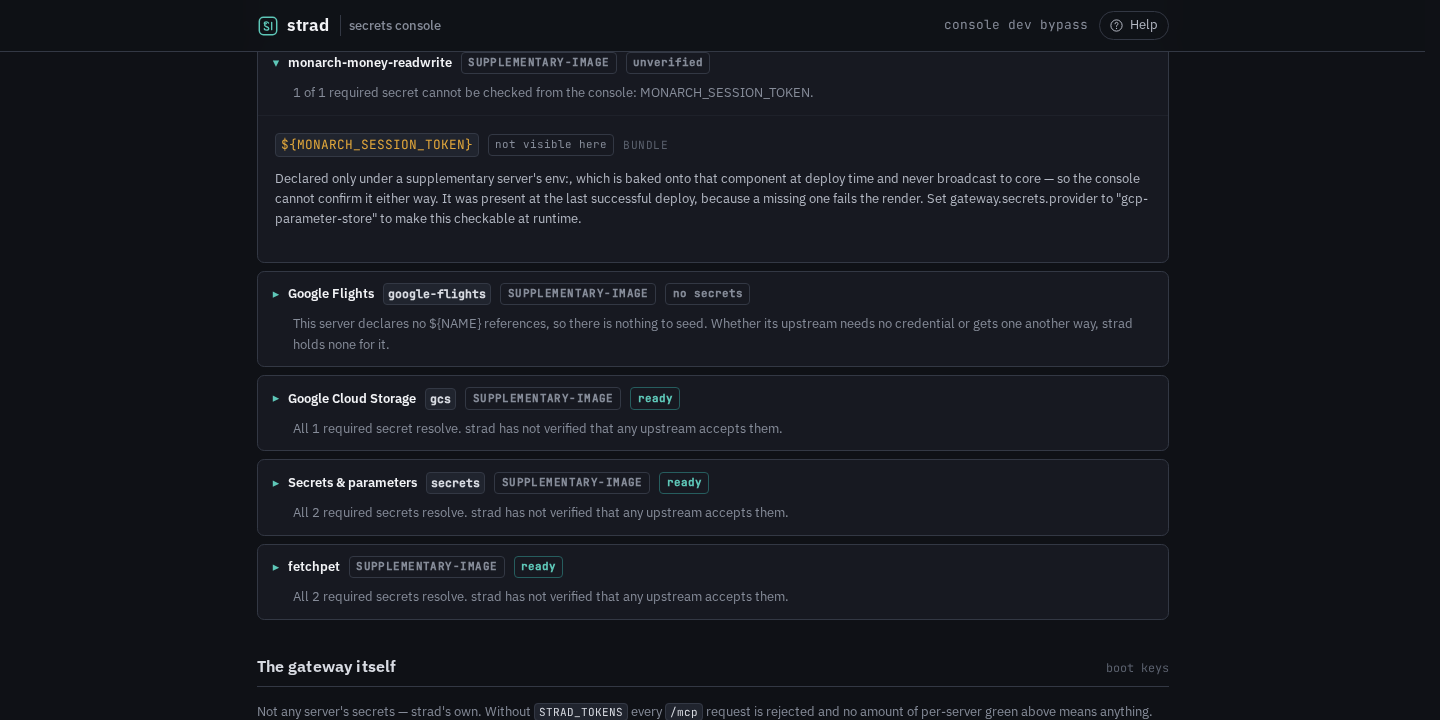 strad secrets console console dev bypass Help
▼ monarch-money-readwrite SUPPLEMENTARY-IMAGE unverified
1 of 1 required secret cannot be checked from the console: MONARCH_SESSION_TOKEN.
${MONARCH_SESSION_TOKEN} not visible here BUNDLE
Declared only under a supplementary server's env:, which is baked onto that component at deploy time and never broadcast to core — so the console
cannot confirm it either way. It was present at the last successful deploy, because a missing one fails the render. Set gateway.secrets.provider to "gcp-
parameter-store" to make this checkable at runtime.
▶ Google Flights google-flights SUPPLEMENTARY-IMAGE no secrets
This server declares no ${NAME} references, so there is nothing to seed. Whether its upstream needs no credential or gets one another way, strad
holds none for it.
▶ Google Cloud Storage gcs SUPPLEMENTARY-IMAGE ready
All 1 required secret resolve. strad has not verified that any upstream accepts them.
▶ Secrets & parameters secrets SUPPLEMENTARY-IMAGE ready
All 2 required secrets resolve. strad has not verified that any upstream accepts them.
▶ fetchpet SUPPLEMENTARY-IMAGE ready
All 2 required secrets resolve. strad has not verified that any upstream accepts them.
The gateway itself boot keys
Not any server's secrets — strad's own. Without STRAD_TOKENS every /mcp request is rejected and no amount of per-server green above means anything.